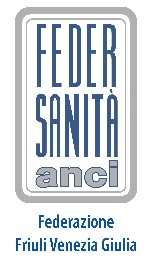 FEDER
SANITÀ
anci
Federazione
Friuli Venezia Giulia